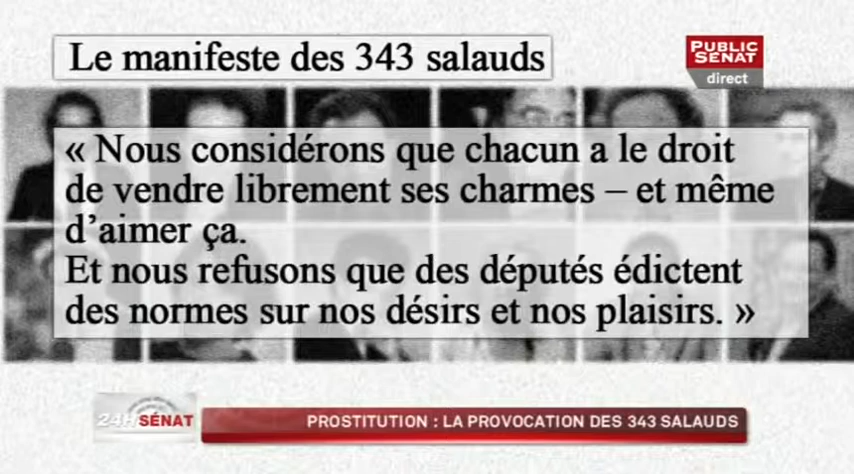 Le manifeste des 343 salauds
PUBLIC
SENAT
direct
« Nous considérons que chacun a le droit
de vendre librement ses charmes – et même
d’aimer ça.
Et nous refusons que des députés édictent
des normes sur nos désirs et nos plaisirs. »
24H SÉNAT
PROSTITUTION : LA PROVOCATION DES 343 SALAUDS